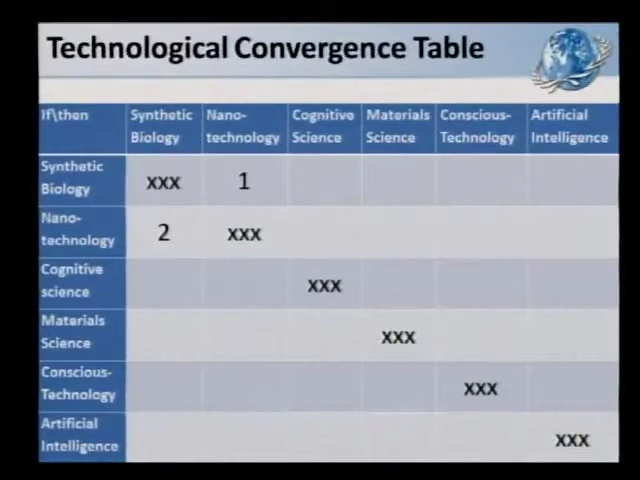 Technological Convergence Table
If\then Synthetic Biology Nano-technology Cognitive Science Materials Science Conscious-Technology Artificial Intelligence
Synthetic Biology xxx 1
Nano-technology 2 xxx
Cognitive science xxx
Materials Science xxx
Conscious-Technology xxx
Artificial Intelligence xxx